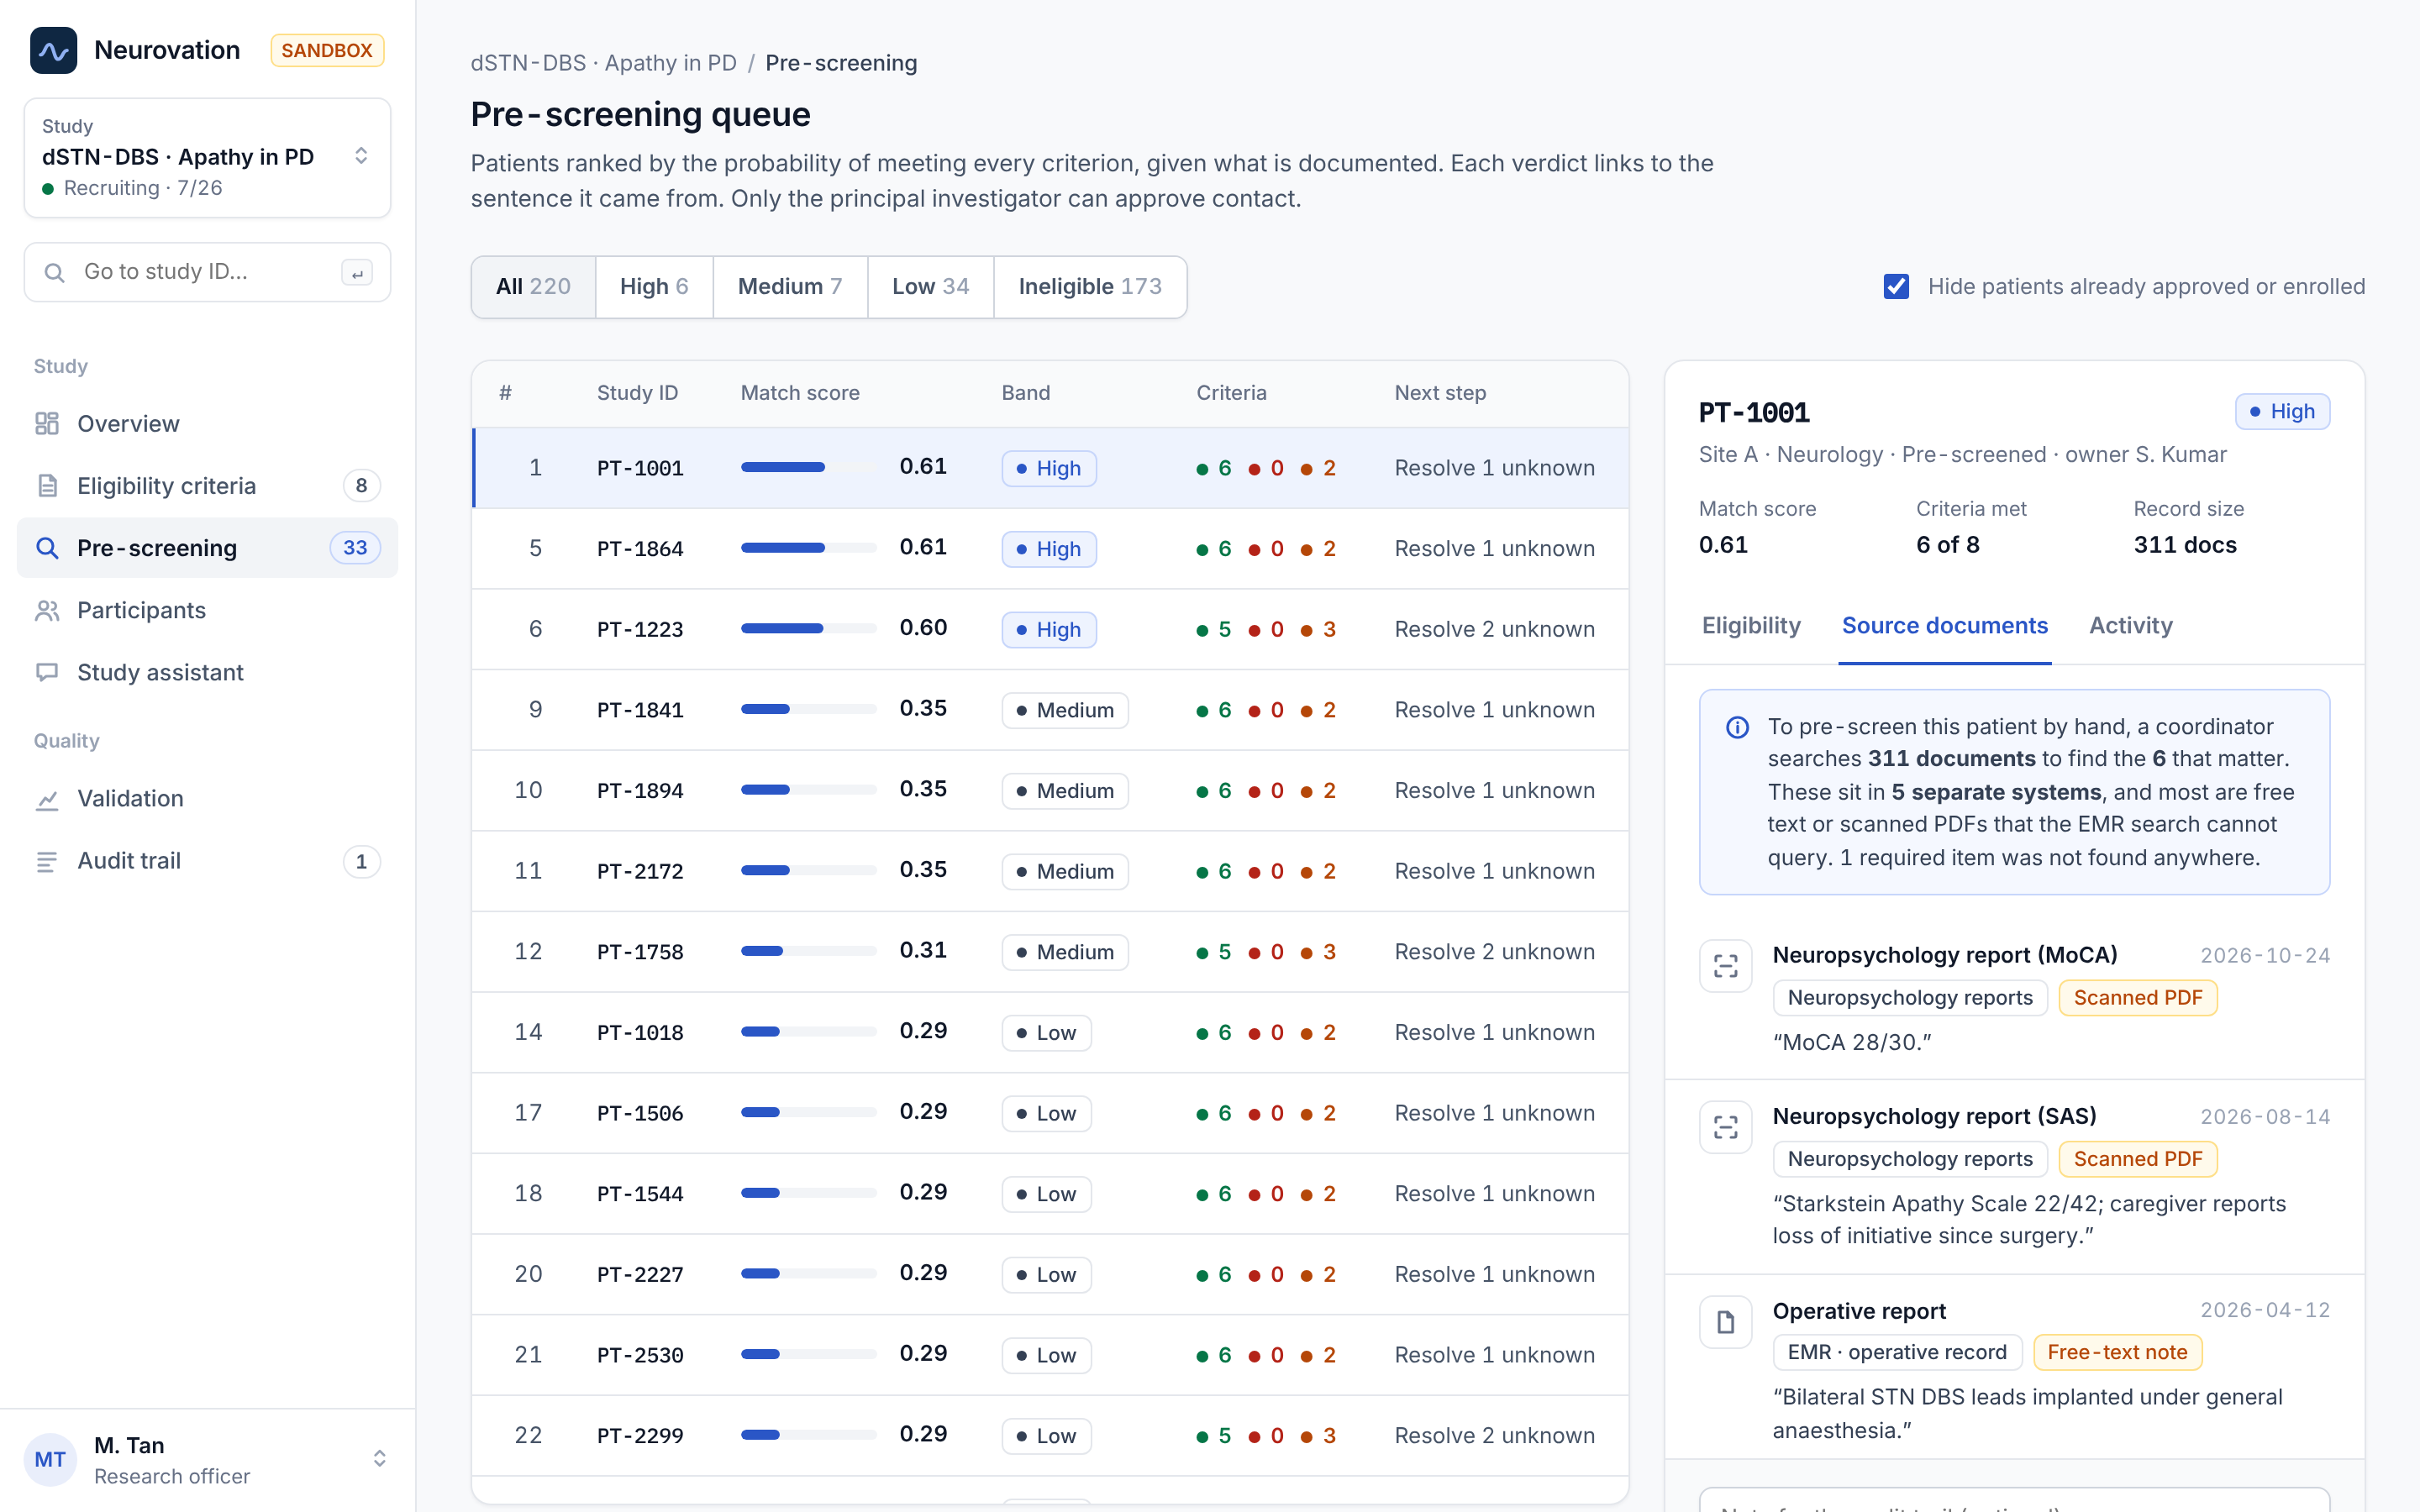 Neurovation
SANDBOX
Study
dSTN-DBS · Apathy in PD
Recruiting · 7/26
Go to study ID...
Study
Overview
Eligibility criteria 8
Pre-screening 33
Participants
Study assistant
Quality
Validation
Audit trail 1
MT
M. Tan
Research officer
dSTN-DBS · Apathy in PD / Pre-screening
Pre-screening queue
Patients ranked by the probability of meeting every criterion, given what is documented. Each verdict links to the
sentence it came from. Only the principal investigator can approve contact.
All 220 High 6 Medium 7 Low 34 Ineligible 173
Hide patients already approved or enrolled
# Study ID Match score Band Criteria Next step
1 PT-1001 0.61 High 6 0 2 Resolve 1 unknown
5 PT-1864 0.61 High 6 0 2 Resolve 1 unknown
6 PT-1223 0.60 High 5 0 3 Resolve 2 unknown
9 PT-1841 0.35 Medium 6 0 2 Resolve 1 unknown
10 PT-1894 0.35 Medium 6 0 2 Resolve 1 unknown
11 PT-2172 0.35 Medium 6 0 2 Resolve 1 unknown
12 PT-1758 0.31 Medium 5 0 3 Resolve 2 unknown
14 PT-1018 0.29 Low 6 0 2 Resolve 1 unknown
17 PT-1506 0.29 Low 6 0 2 Resolve 1 unknown
18 PT-1544 0.29 Low 6 0 2 Resolve 1 unknown
20 PT-2227 0.29 Low 6 0 2 Resolve 1 unknown
21 PT-2530 0.29 Low 6 0 2 Resolve 1 unknown
22 PT-2299 0.29 Low 5 0 3 Resolve 2 unknown
PT-1001
High
Site A · Neurology · Pre-screened · owner S. Kumar
Match score Criteria met Record size
0.61 6 of 8 311 docs
Eligibility Source documents Activity
To pre-screen this patient by hand, a coordinator
searches 311 documents to find the 6 that matter.
These sit in 5 separate systems, and most are free
text or scanned PDFs that the EMR search cannot
query. 1 required item was not found anywhere.
Neuropsychology report (MoCA) 2026-10-24
Neuropsychology reports Scanned PDF
“MoCA 28/30.”
Neuropsychology report (SAS) 2026-08-14
Neuropsychology reports Scanned PDF
“Starkstein Apathy Scale 22/42; caregiver reports
loss of initiative since surgery.”
Operative report 2026-04-12
EMR · operative record Free-text note
“Bilateral STN DBS leads implanted under general
anaesthesia.”